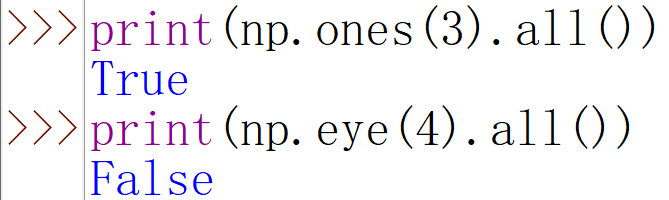 >>> print(np.ones(3).all())
True
>>> print(np.eye(4).all())
False